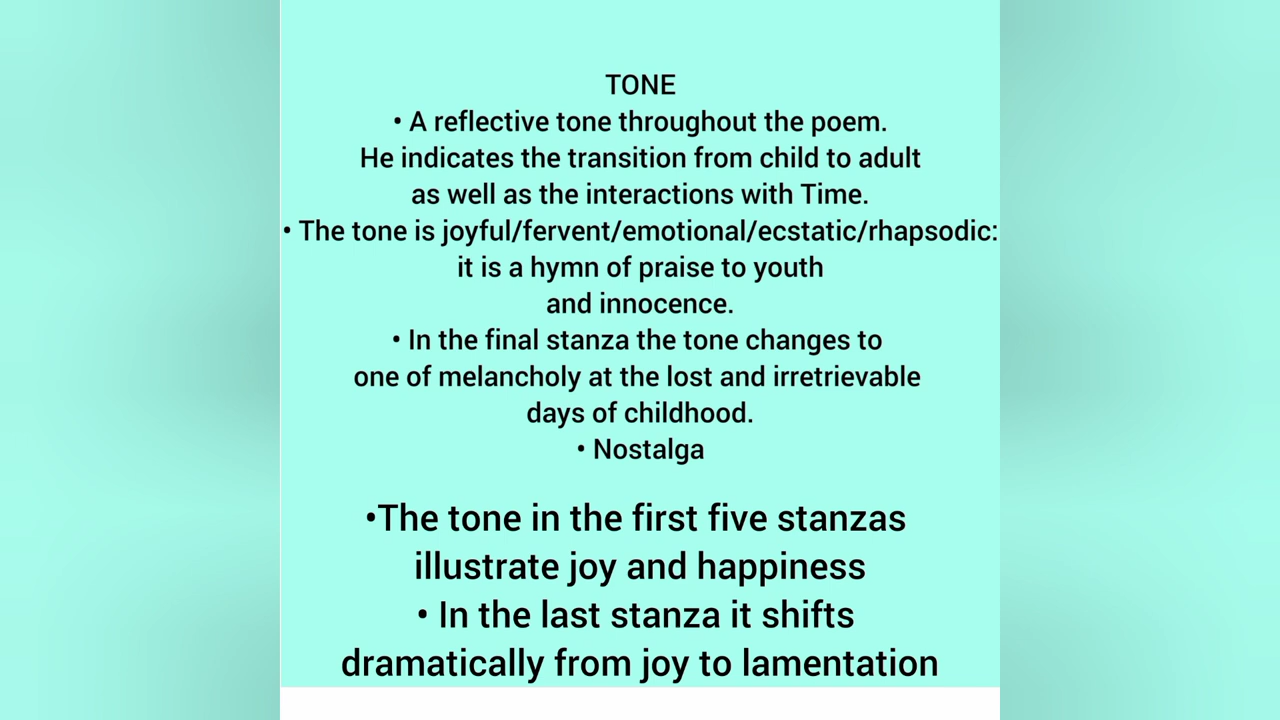 TONE
• A reflective tone throughout the poem.
He indicates the transition from child to adult
as well as the interactions with Time.
• The tone is joyful/fervent/emotional/ecstatic/rhapsodic:
it is a hymn of praise to youth
and innocence.
• In the final stanza the tone changes to
one of melancholy at the lost and irretrievable
days of childhood.
• Nostalga
•The tone in the first five stanzas
illustrate joy and happiness
• In the last stanza it shifts
dramatically from joy to lamentation